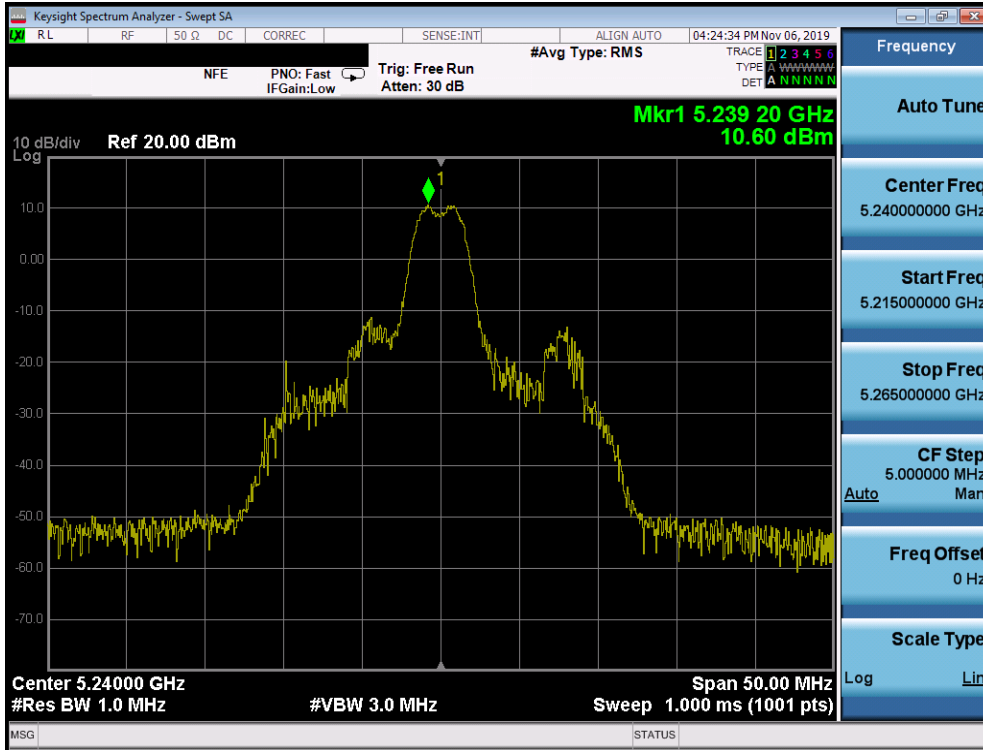 Keysight Spectrum Analyzer - Swept SA
LXI RL RF 50 Ω DC CORREC SENSE:INT ALIGN AUTO 04:24:34 PM Nov 06, 2019
#Avg Type: RMS TRACE 1 2 3 4 5 6
NFE PNO: Fast Trig: Free Run TYPE A WWWWW
IFGain:Low Atten: 30 dB DET A N N N N N
Mkr1 5.239 20 GHz
10 dB/div Ref 20.00 dBm 10.60 dBm
Log
1
10.0
0.00
-10.0
-20.0
-30.0
-40.0
-50.0
-60.0
-70.0
Center 5.24000 GHz Span 50.00 MHz
#Res BW 1.0 MHz #VBW 3.0 MHz Sweep 1.000 ms (1001 pts)
MSG STATUS
Frequency
Auto Tune
Center Freq
5.240000000 GHz
Start Freq
5.215000000 GHz
Stop Freq
5.265000000 GHz
CF Step
5.000000 MHz
Auto Man
Freq Offset
0 Hz
Scale Type
Log Lin